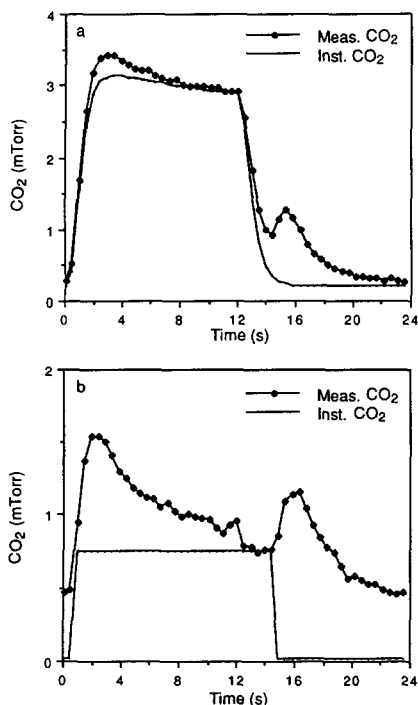 4
a
Meas. CO2
Inst. CO2
3
CO2 (mTorr)
2
1
0
0 4 8 12 16 20 24
Time (s)
2
b
Meas. CO2
Inst. CO2
CO2 (mTorr)
1
0
0 4 8 12 16 20 24
Time (s)